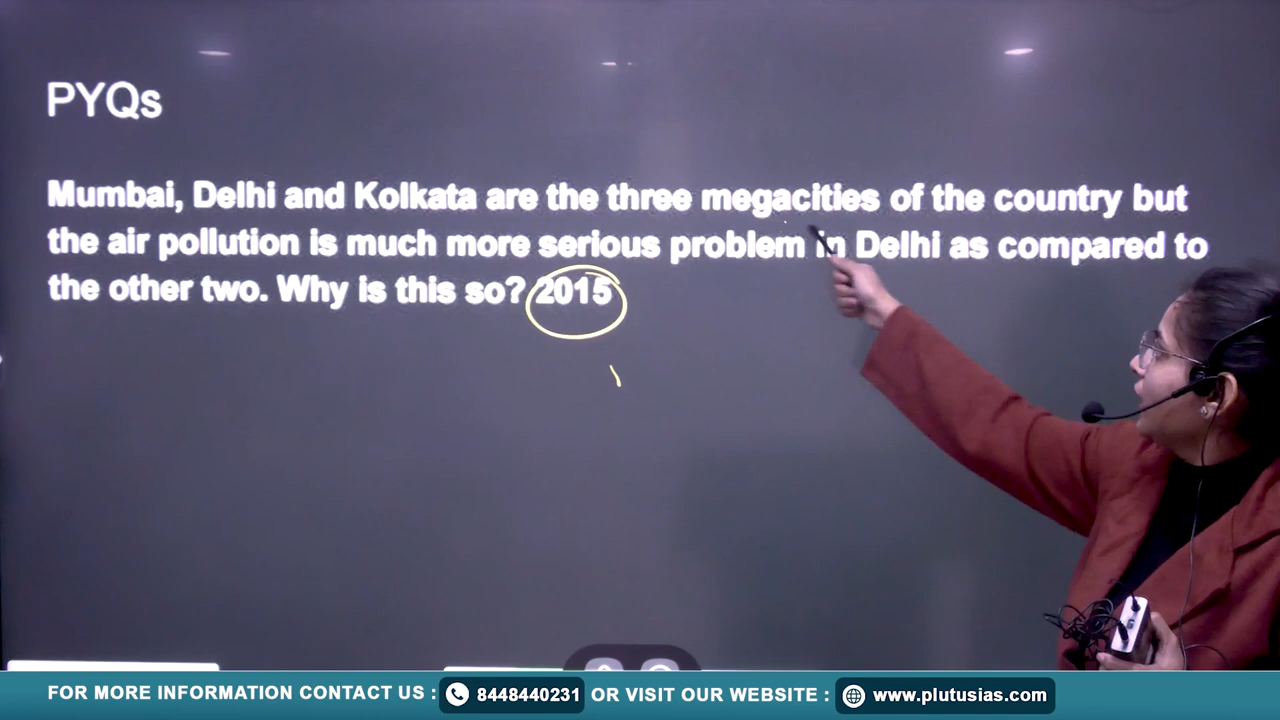 PYQs
Mumbai, Delhi and Kolkata are the three megacities of the country but
the air pollution is much more serious problem in Delhi as compared to
the other two. Why is this so? 2015
FOR MORE INFORMATION CONTACT US : 8448440231 OR VISIT OUR WEBSITE : www.plutusias.com